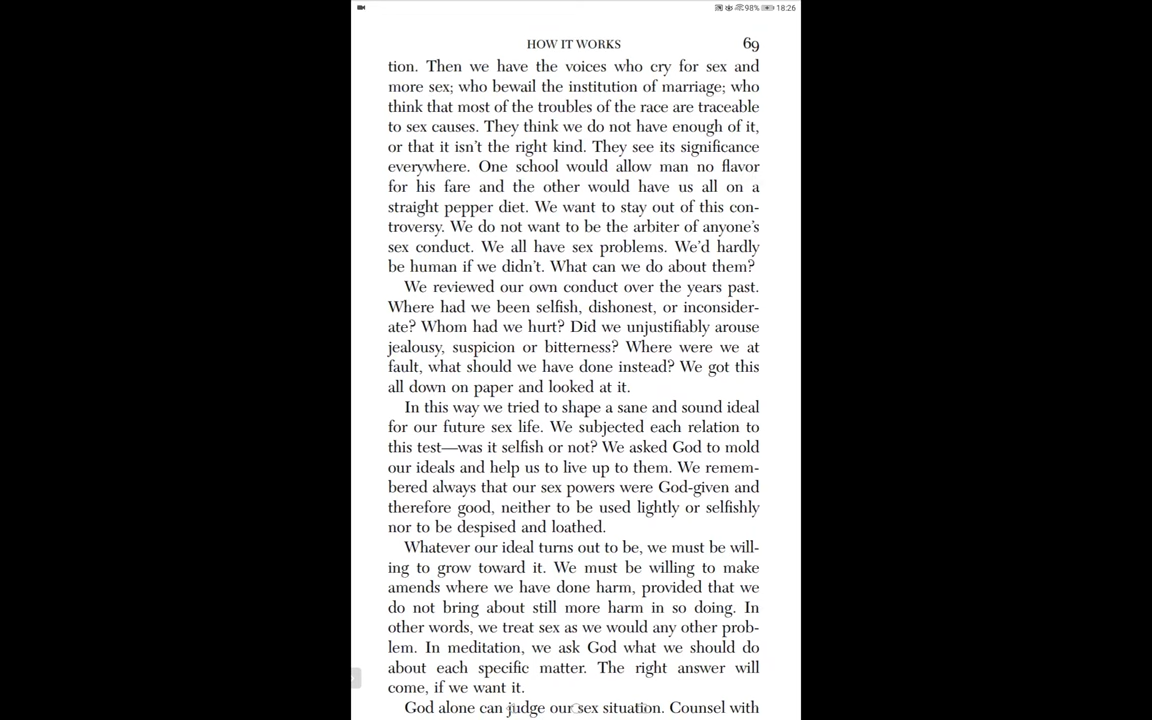 98% 18:26
HOW IT WORKS 69
tion. Then we have the voices who cry for sex and
more sex; who bewail the institution of marriage; who
think that most of the troubles of the race are traceable
to sex causes. They think we do not have enough of it,
or that it isn't the right kind. They see its significance
everywhere. One school would allow man no flavor
for his fare and the other would have us all on a
straight pepper diet. We want to stay out of this con-
troversy. We do not want to be the arbiter of anyone's
sex conduct. We all have sex problems. We'd hardly
be human if we didn't. What can we do about them?
We reviewed our own conduct over the years past.
Where had we been selfish, dishonest, or inconsider-
ate? Whom had we hurt? Did we unjustifiably arouse
jealousy, suspicion or bitterness? Where were we at
fault, what should we have done instead? We got this
all down on paper and looked at it.
In this way we tried to shape a sane and sound ideal
for our future sex life. We subjected each relation to
this test—was it selfish or not? We asked God to mold
our ideals and help us to live up to them. We remem-
bered always that our sex powers were God-given and
therefore good, neither to be used lightly or selfishly
nor to be despised and loathed.
Whatever our ideal turns out to be, we must be will-
ing to grow toward it. We must be willing to make
amends where we have done harm, provided that we
do not bring about still more harm in so doing. In
other words, we treat sex as we would any other prob-
lem. In meditation, we ask God what we should do
about each specific matter. The right answer will
come, if we want it.
God alone can judge our sex situation. Counsel with